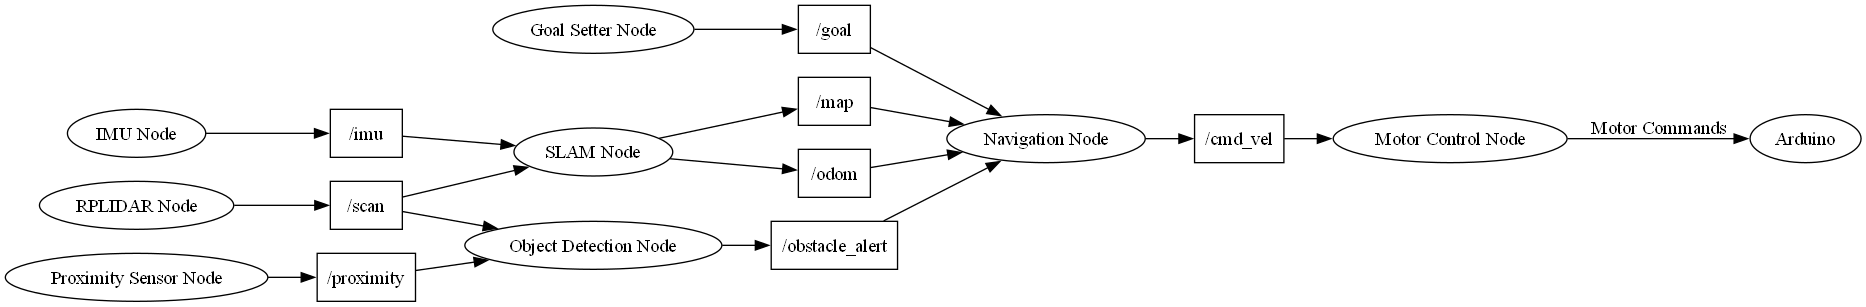 Goal Setter Node
/goal
IMU Node
/imu
/map
SLAM Node
Navigation Node
/cmd_vel
Motor Control Node
Motor Commands
Arduino
RPLIDAR Node
/scan
/odom
Object Detection Node
/obstacle_alert
Proximity Sensor Node
/proximity